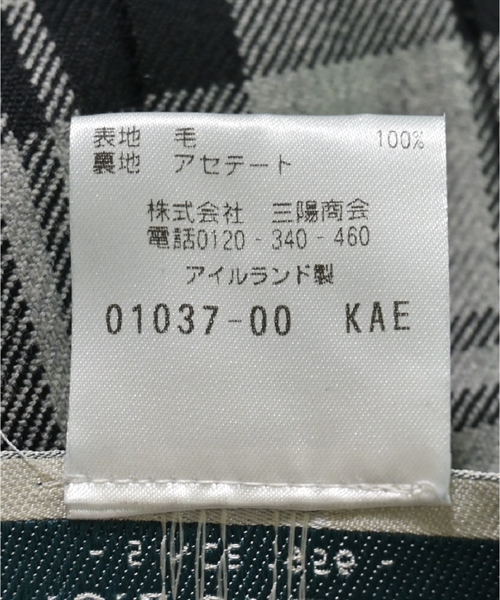 表地 毛 100%
裏地 アセテート
株式会社 三陽商会
電話0120-340-460
アイルランド製
01037-00 KAE